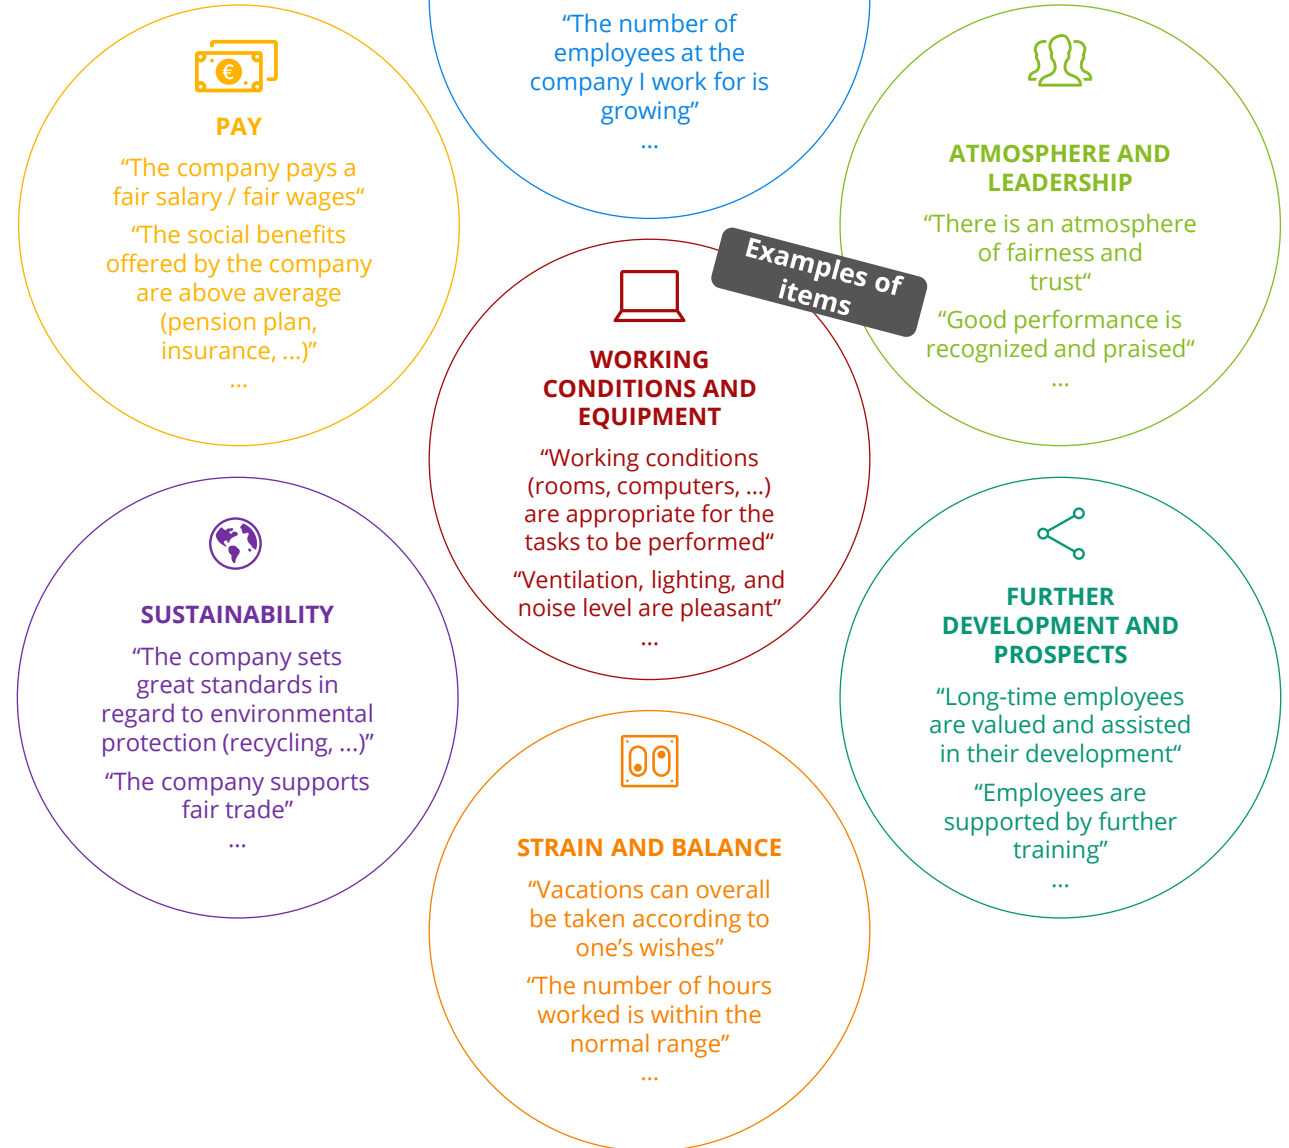 “The number of
employees at the
company I work for is
growing”
...
€
PAY
“The company pays a
fair salary / fair wages“
“The social benefits
offered by the company
are above average
(pension plan,
insurance, ...)”
...
ATMOSPHERE AND
LEADERSHIP
“There is an atmosphere
of fairness and
trust“
“Good performance is
recognized and praised“
...
Examples of
items
WORKING
CONDITIONS AND
EQUIPMENT
“Working conditions
(rooms, computers, ...)
are appropriate for the
tasks to be performed“
“Ventilation, lighting, and
noise level are pleasant”
...
SUSTAINABILITY
“The company sets
great standards in
regard to environmental
protection (recycling, ...)”
“The company supports
fair trade”
...
FURTHER
DEVELOPMENT AND
PROSPECTS
“Long-time employees
are valued and assisted
in their development“
“Employees are
supported by further
training”
...
STRAIN AND BALANCE
“Vacations can overall
be taken according to
one’s wishes”
“The number of hours
worked is within the
normal range”
...